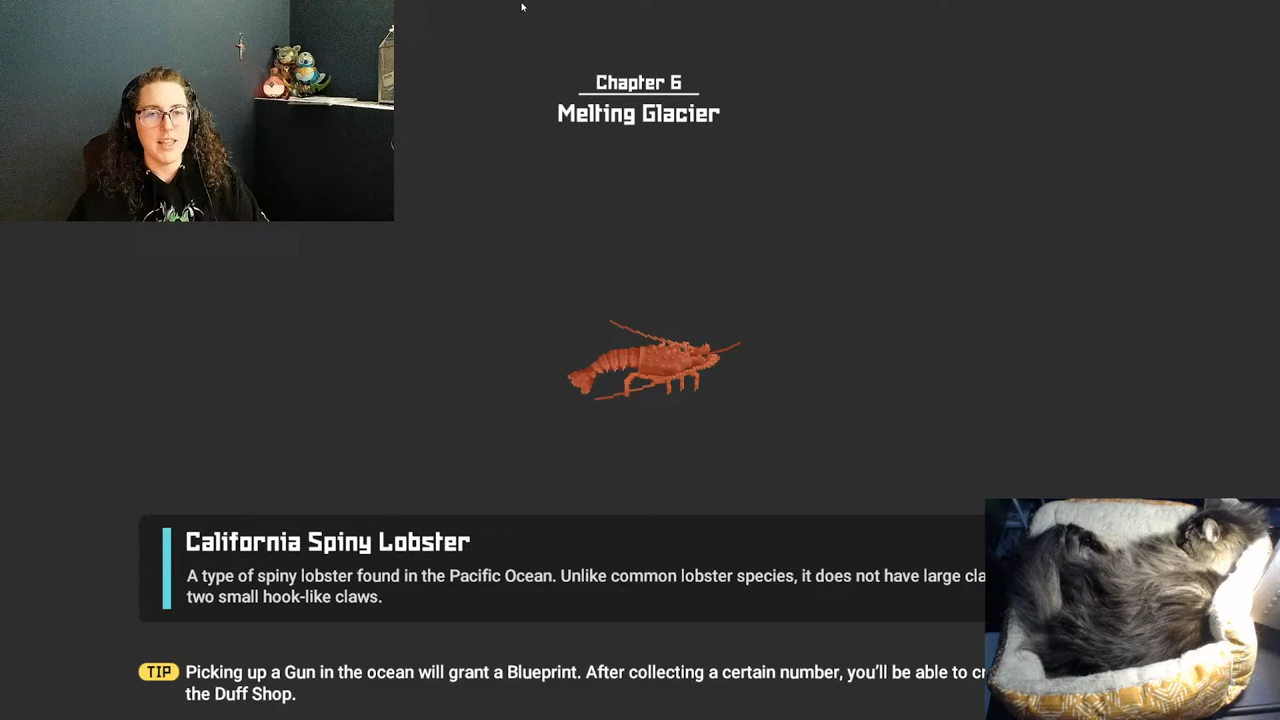 Chapter 6
Melting Glacier
California Spiny Lobster
A type of spiny lobster found in the Pacific Ocean. Unlike common lobster species, it does not have large
two small hook-like claws.
TIP Picking up a Gun in the ocean will grant a Blueprint. After collecting a certain number, you'll be able to
the Duff Shop.